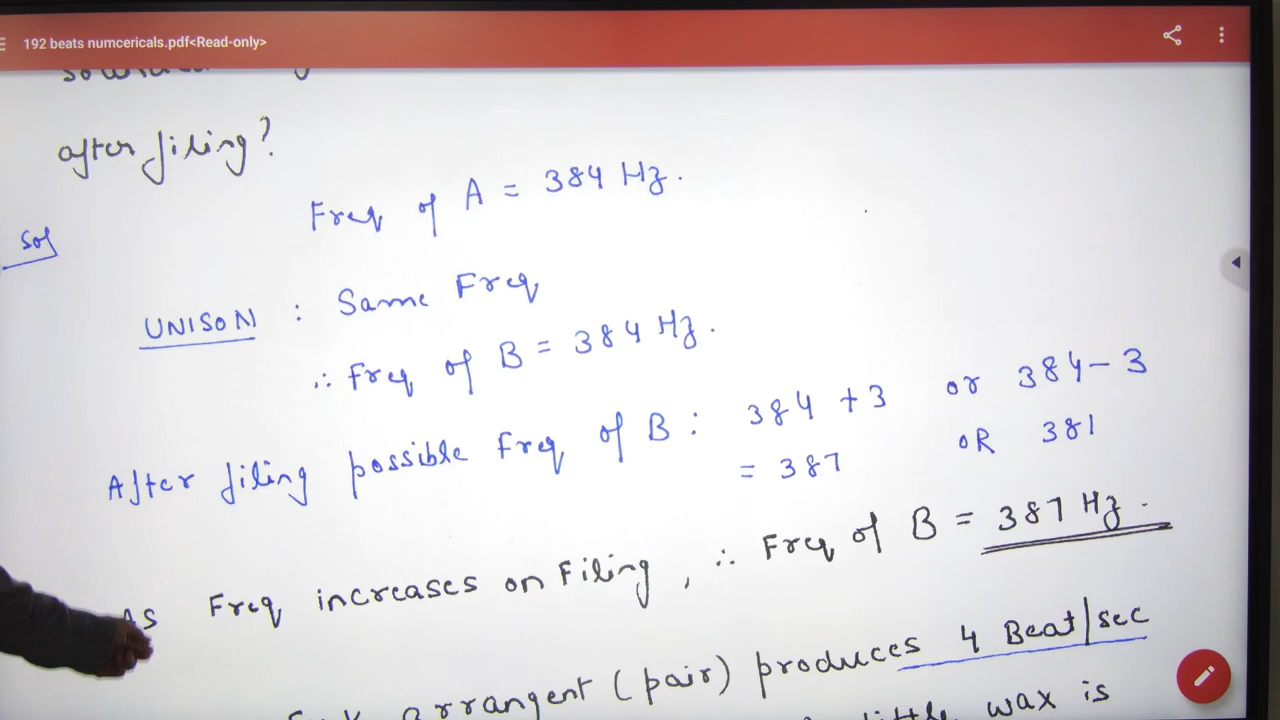 192 beats numcericals.pdf<Read-only>
after filing?
Freq of A = 384 Hz.
Sol
UNISON : Same Freq
∴ Freq of B = 384 Hz.
After filing possible Freq of B : 384 + 3 or 384 - 3
= 387 OR 381
As Freq increases on Filing, ∴ Freq of B = 387 Hz.
arrangent (pair) produces 4 Beat/sec
little wax is